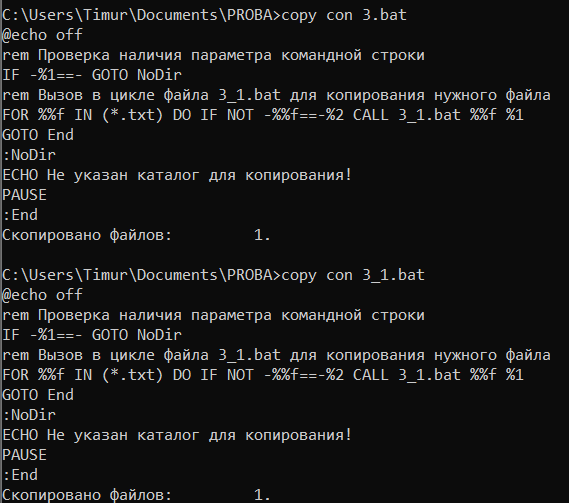 C:\Users\Timur\Documents\PROBA>copy con 3.bat
@echo off
rem Проверка наличия параметра командной строки
IF -%1==- GOTO NoDir
rem Вызов в цикле файла 3_1.bat для копирования нужного файла
FOR %%f IN (*.txt) DO IF NOT -%%f==-%2 CALL 3_1.bat %%f %1
GOTO End
:NoDir
ECHO Не указан каталог для копирования!
PAUSE
:End
Скопировано файлов:         1.
C:\Users\Timur\Documents\PROBA>copy con 3_1.bat
@echo off
rem Проверка наличия параметра командной строки
IF -%1==- GOTO NoDir
rem Вызов в цикле файла 3_1.bat для копирования нужного файла
FOR %%f IN (*.txt) DO IF NOT -%%f==-%2 CALL 3_1.bat %%f %1
GOTO End
:NoDir
ECHO Не указан каталог для копирования!
PAUSE
:End
Скопировано файлов:         1.